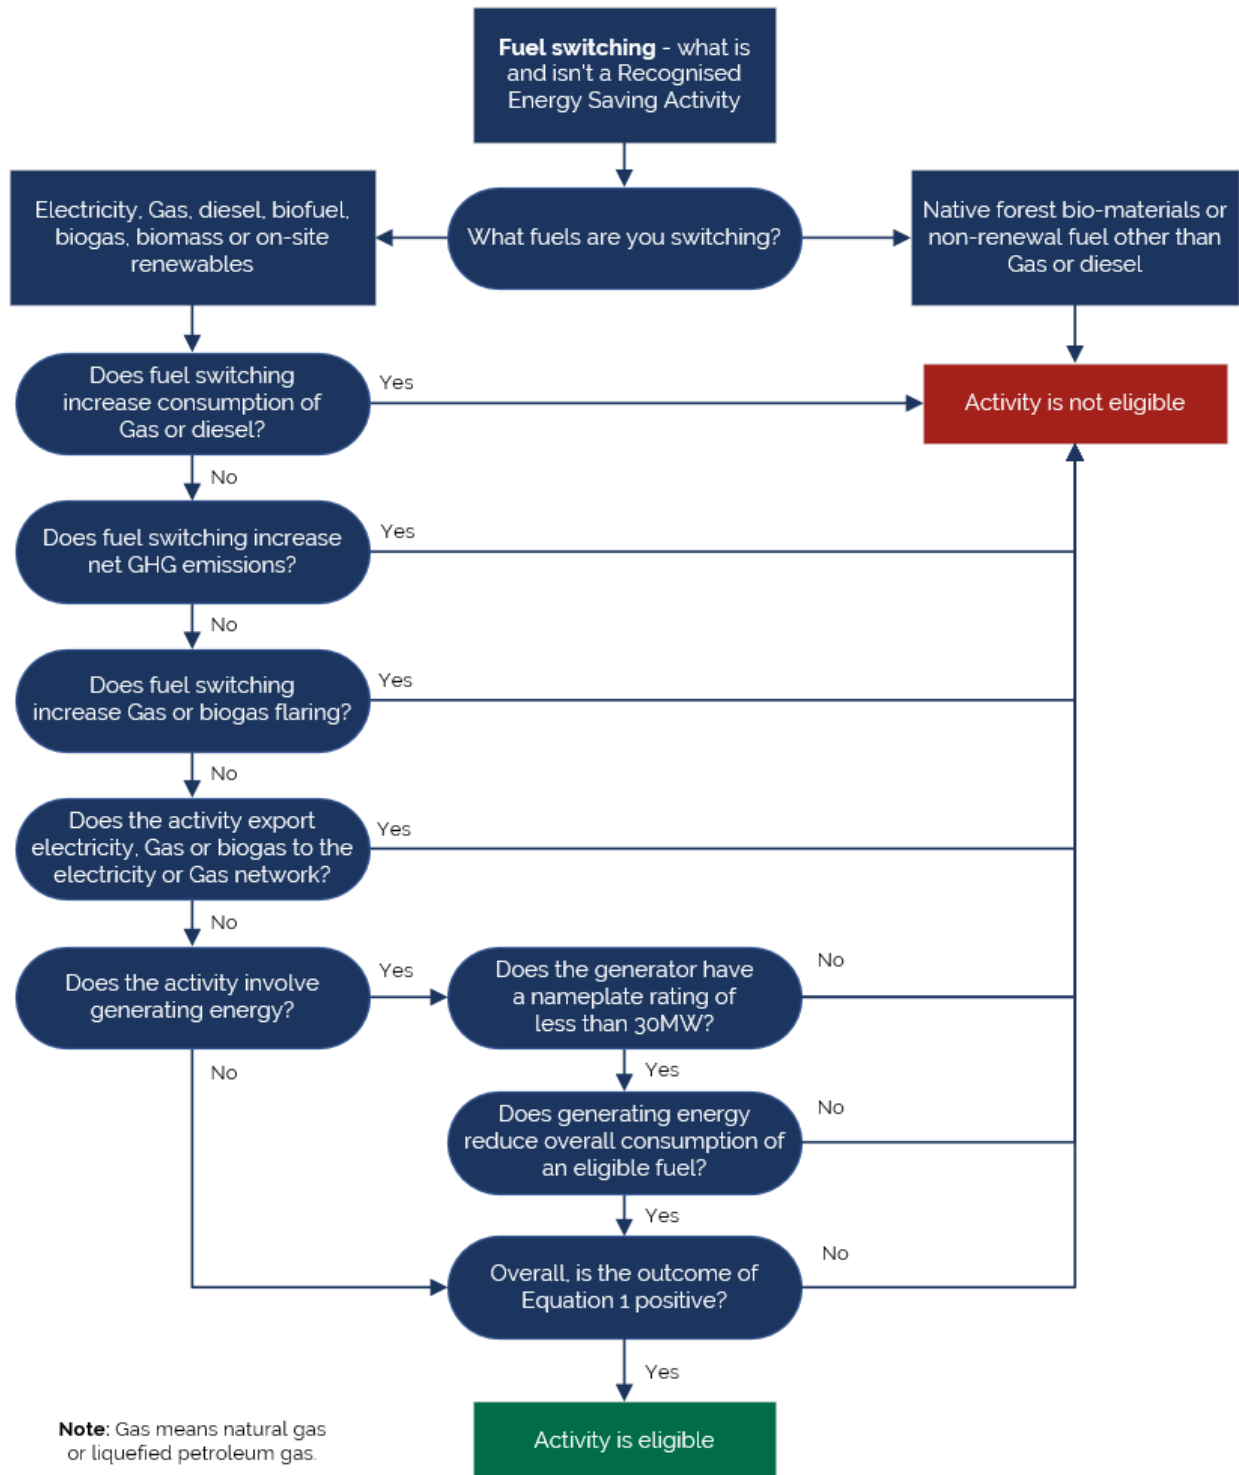 Fuel switching - what is
and isn't a Recognised
Energy Saving Activity
Electricity, Gas, diesel, biofuel,
biogas, biomass or on-site
renewables
What fuels are you switching?
Native forest bio-materials or
non-renewal fuel other than
Gas or diesel
Does fuel switching
increase consumption of
Gas or diesel?
Yes
Activity is not eligible
No
Does fuel switching increase
net GHG emissions?
Yes
No
Does fuel switching
increase Gas or biogas flaring?
Yes
No
Does the activity export
electricity, Gas or biogas to the
electricity or Gas network?
Yes
No
Does the activity involve
generating energy?
Yes
Does the generator have
a nameplate rating of
less than 30MW?
No
No
Yes
Does generating energy
reduce overall consumption of
an eligible fuel?
No
Yes
Overall, is the outcome of
Equation 1 positive?
No
Yes
Activity is eligible
Note: Gas means natural gas
or liquefied petroleum gas.